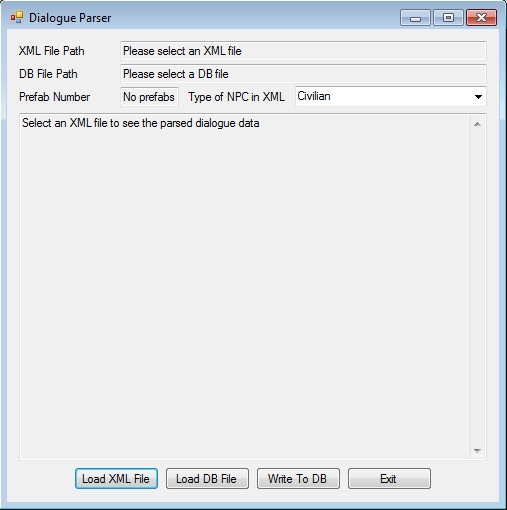 Dialogue Parser
XML File Path Please select an XML file
DB File Path Please select a DB file
Prefab Number No prefabs Type of NPC in XML Civilian
Select an XML file to see the parsed dialogue data
Load XML File Load DB File Write To DB Exit